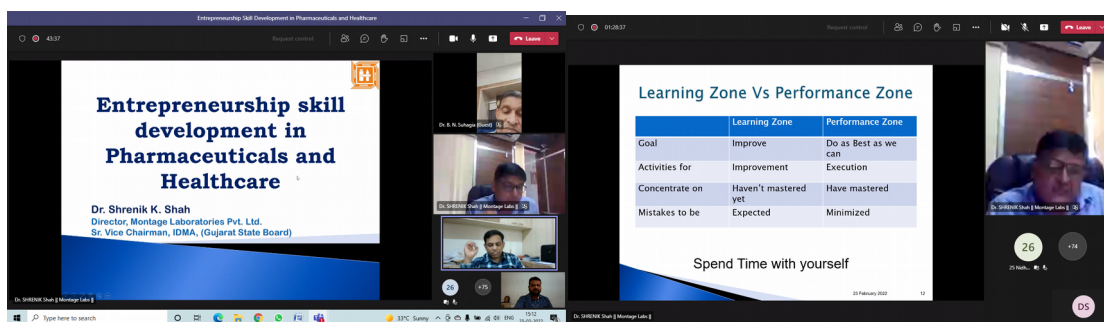 Entrepreneurship Skill Development in Pharmaceuticals and Healthcare
43:37
Request control
Leave
Entrepreneurship skill
development in
Pharmaceuticals and
Healthcare
Dr. Shrenik K. Shah
Director, Montage Laboratories Pvt. Ltd.
Sr. Vice Chairman, IDMA, (Gujarat State Board)
Dr. SHRENIK Shah || Montage Labs ||
Dr. B. N. Suhagia (Guest)
Dr. SHRENIK Shah || Montage Labs ||
26
+75
Type here to search
33°C Sunny
ENG
15:12
01:28:37
Request control
Leave
Learning Zone Vs Performance Zone
Learning Zone Performance Zone
Goal Improve Do as Best as we can
Activities for Improvement Execution
Concentrate on Haven't mastered yet Have mastered
Mistakes to be Expected Minimized
Spend Time with yourself
23 February 2022 12
Dr. SHRENIK Shah || Montage Labs ||
Dr. SHRENIK Shah || Montage Labs ||
26
+74
DS